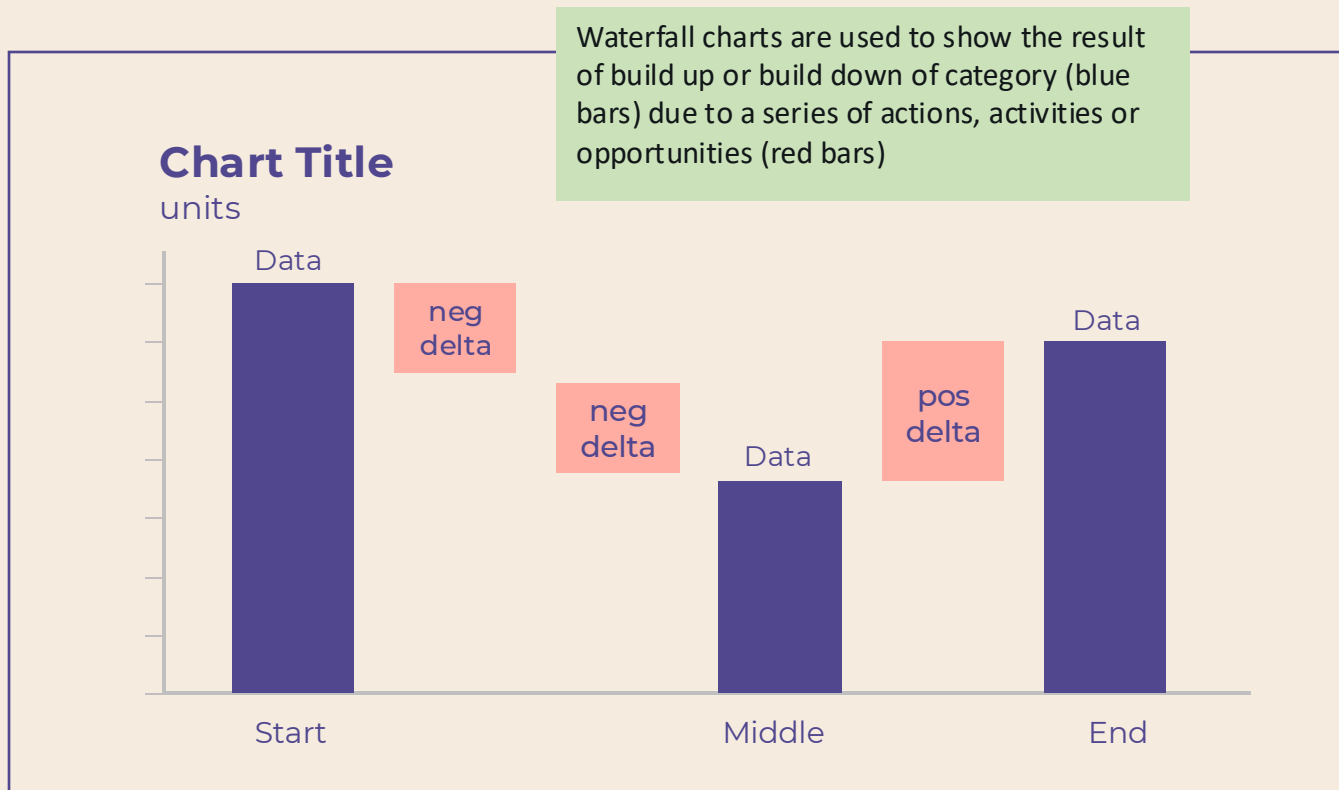 Waterfall charts are used to show the result
of build up or build down of category (blue
bars) due to a series of actions, activities or
opportunities (red bars)
Chart Title
units
Data
neg
delta
neg
delta
Data
pos
delta
Data
Start
Middle
End